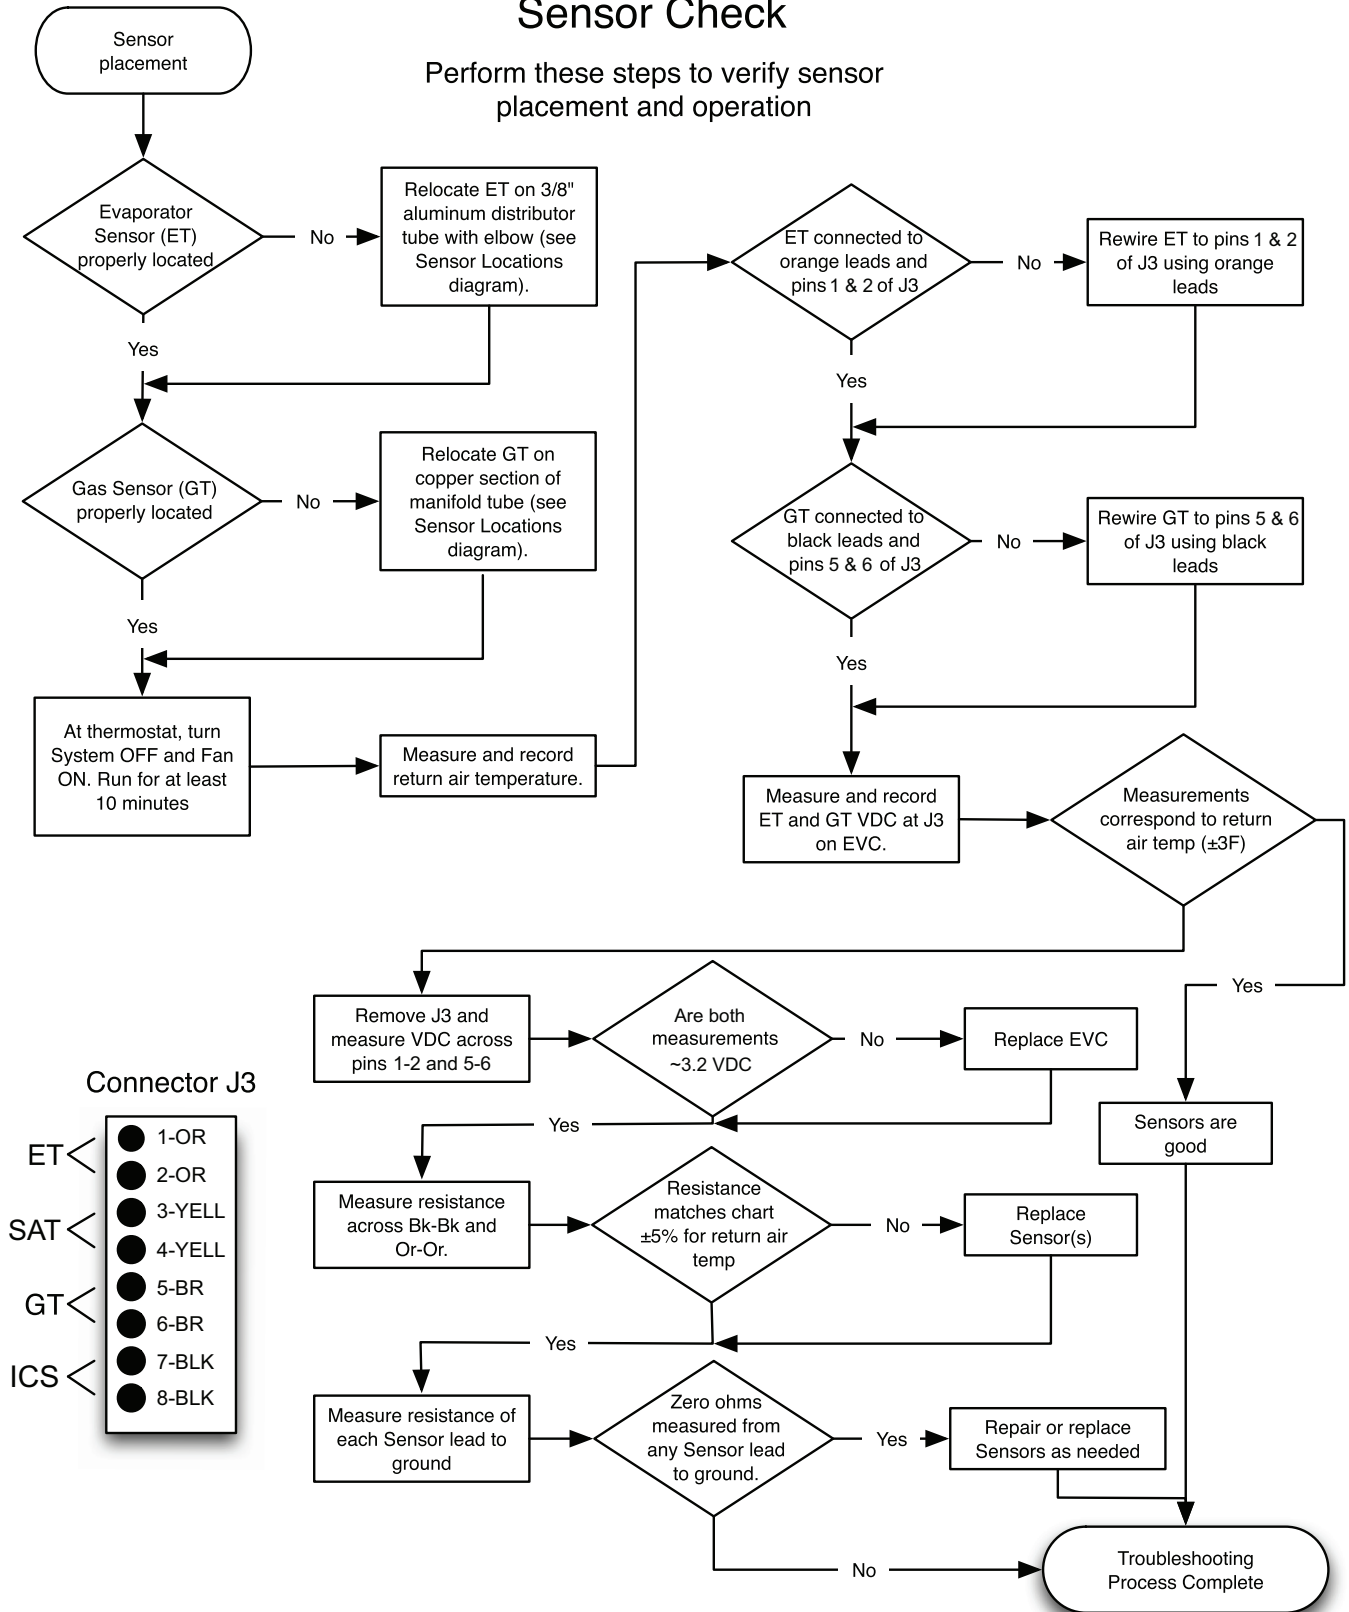 Sensor Check
Perform these steps to verify sensor
placement and operation
Sensor
placement
Evaporator
Sensor (ET)
properly located
No
Relocate ET on 3/8"
aluminum distributor
tube with elbow (see
Sensor Locations
diagram).
Yes
Gas Sensor (GT)
properly located
No
Relocate GT on
copper section of
manifold tube (see
Sensor Locations
diagram).
Yes
At thermostat, turn
System OFF and Fan
ON. Run for at least
10 minutes
Measure and record
return air temperature.
ET connected to
orange leads and
pins 1 & 2 of J3
No
Rewire ET to pins 1 & 2
of J3 using orange
leads
Yes
GT connected to
black leads and
pins 5 & 6 of J3
No
Rewire GT to pins 5 & 6
of J3 using black
leads
Yes
Measure and record
ET and GT VDC at J3
on EVC.
Measurements
correspond to return
air temp (±3F)
Yes
Sensors are
good
Remove J3 and
measure VDC across
pins 1-2 and 5-6
Are both
measurements
~3.2 VDC
No
Replace EVC
Yes
Measure resistance
across Bk-Bk and
Or-Or.
Resistance
matches chart
±5% for return air
temp
No
Replace
Sensor(s)
Yes
Measure resistance of
each Sensor lead to
ground
Zero ohms
measured from
any Sensor lead
to ground.
Yes
Repair or replace
Sensors as needed
No
Troubleshooting
Process Complete
Connector J3
ET
1-OR
2-OR
SAT
3-YELL
4-YELL
GT
5-BR
6-BR
ICS
7-BLK
8-BLK